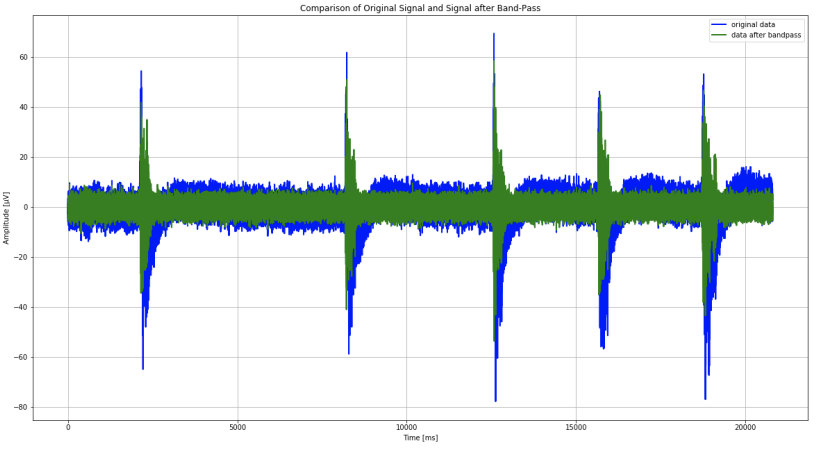 Comparison of Original Signal and Signal after Band-Pass
original data
data after bandpass
60
40
20
0
−20
−40
−60
−80
Amplitude [μV]
0 5000 10000 15000 20000
Time [ms]